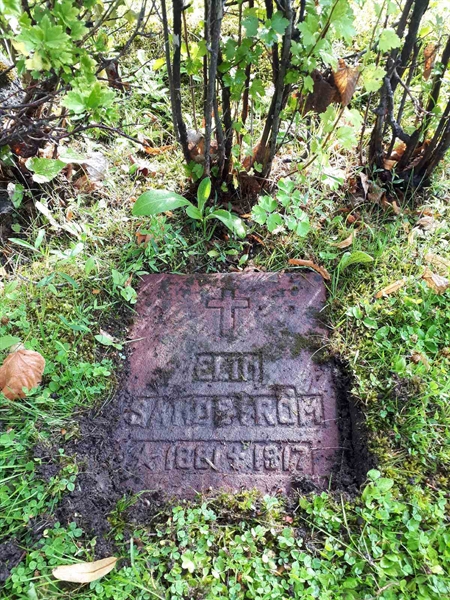 ELIN
SANDSTRÖM
* 1861 + 1917